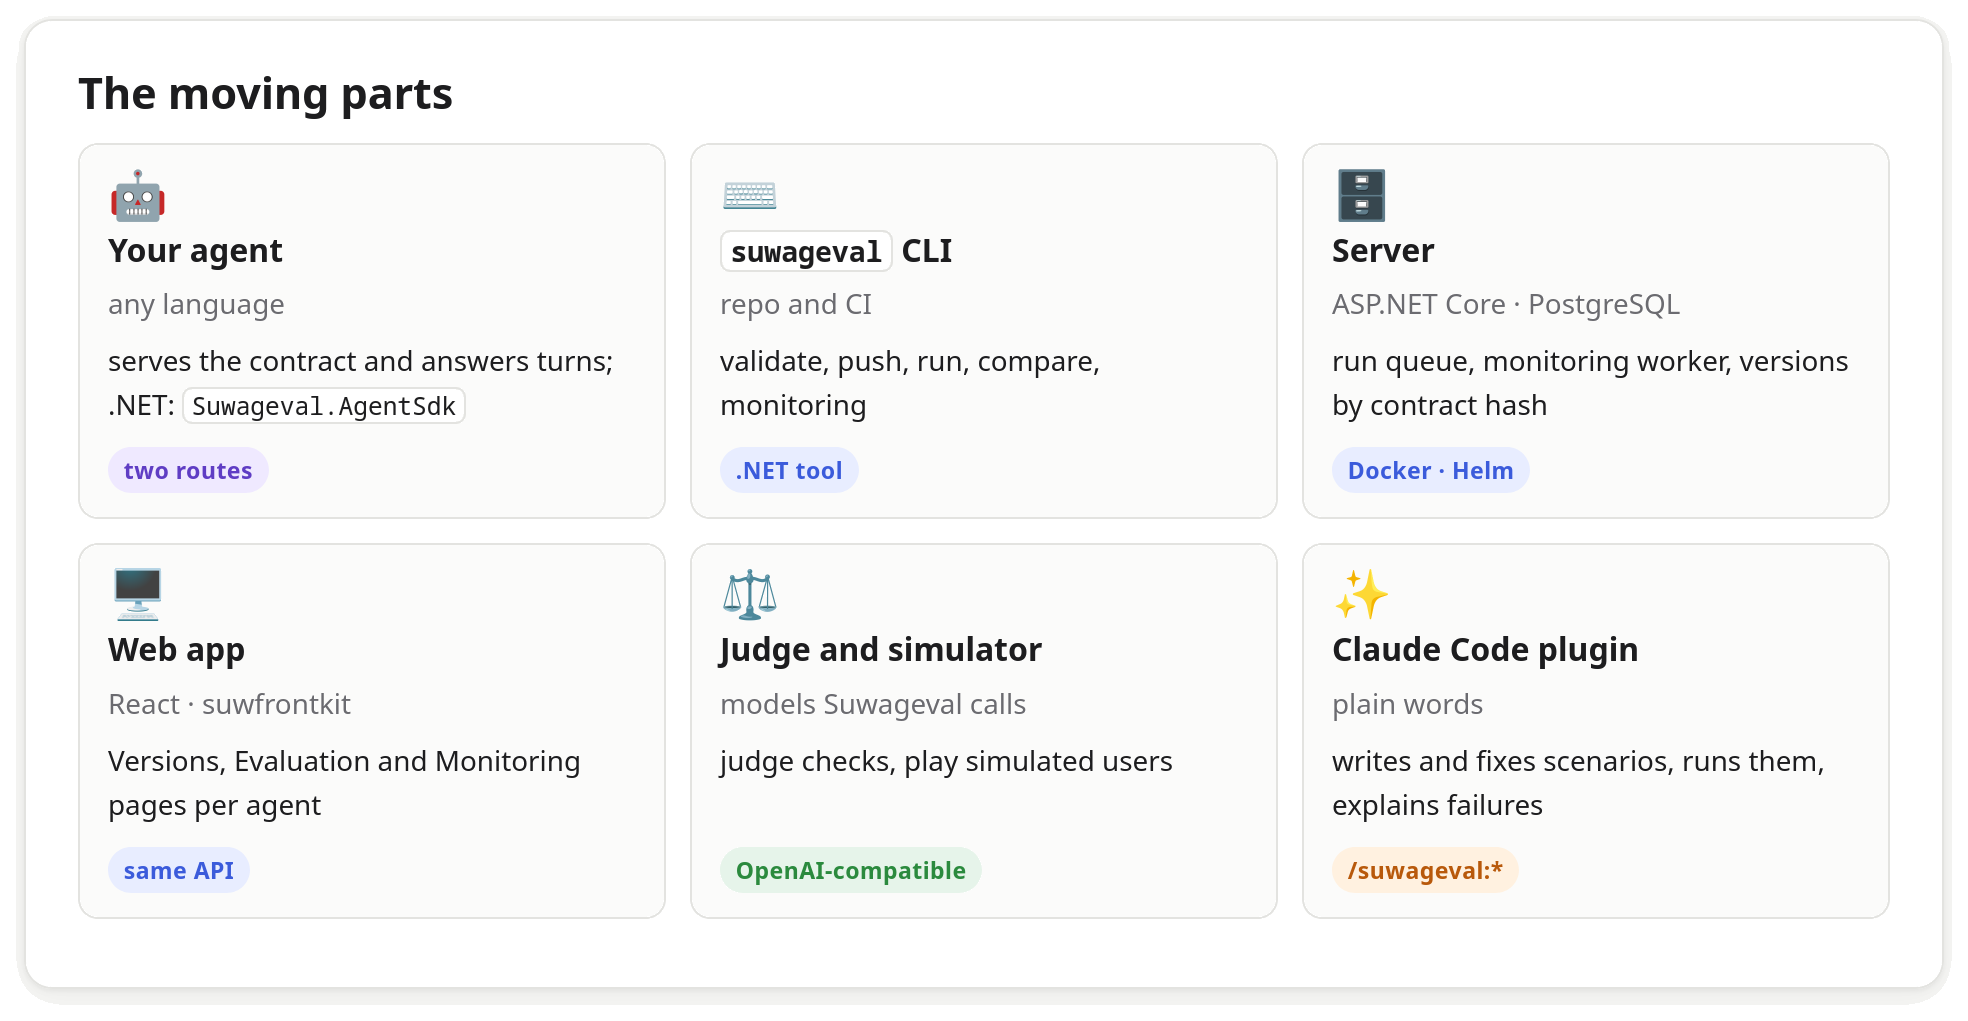 The moving parts
Your agent
any language
serves the contract and answers turns;
.NET: Suwageval.AgentSdk
two routes
suwageval CLI
repo and CI
validate, push, run, compare,
monitoring
.NET tool
Server
ASP.NET Core · PostgreSQL
run queue, monitoring worker, versions
by contract hash
Docker · Helm
Web app
React · suwfrontkit
Versions, Evaluation and Monitoring
pages per agent
same API
Judge and simulator
models Suwageval calls
judge checks, play simulated users
OpenAI-compatible
Claude Code plugin
plain words
writes and fixes scenarios, runs them,
explains failures
/suwageval:*